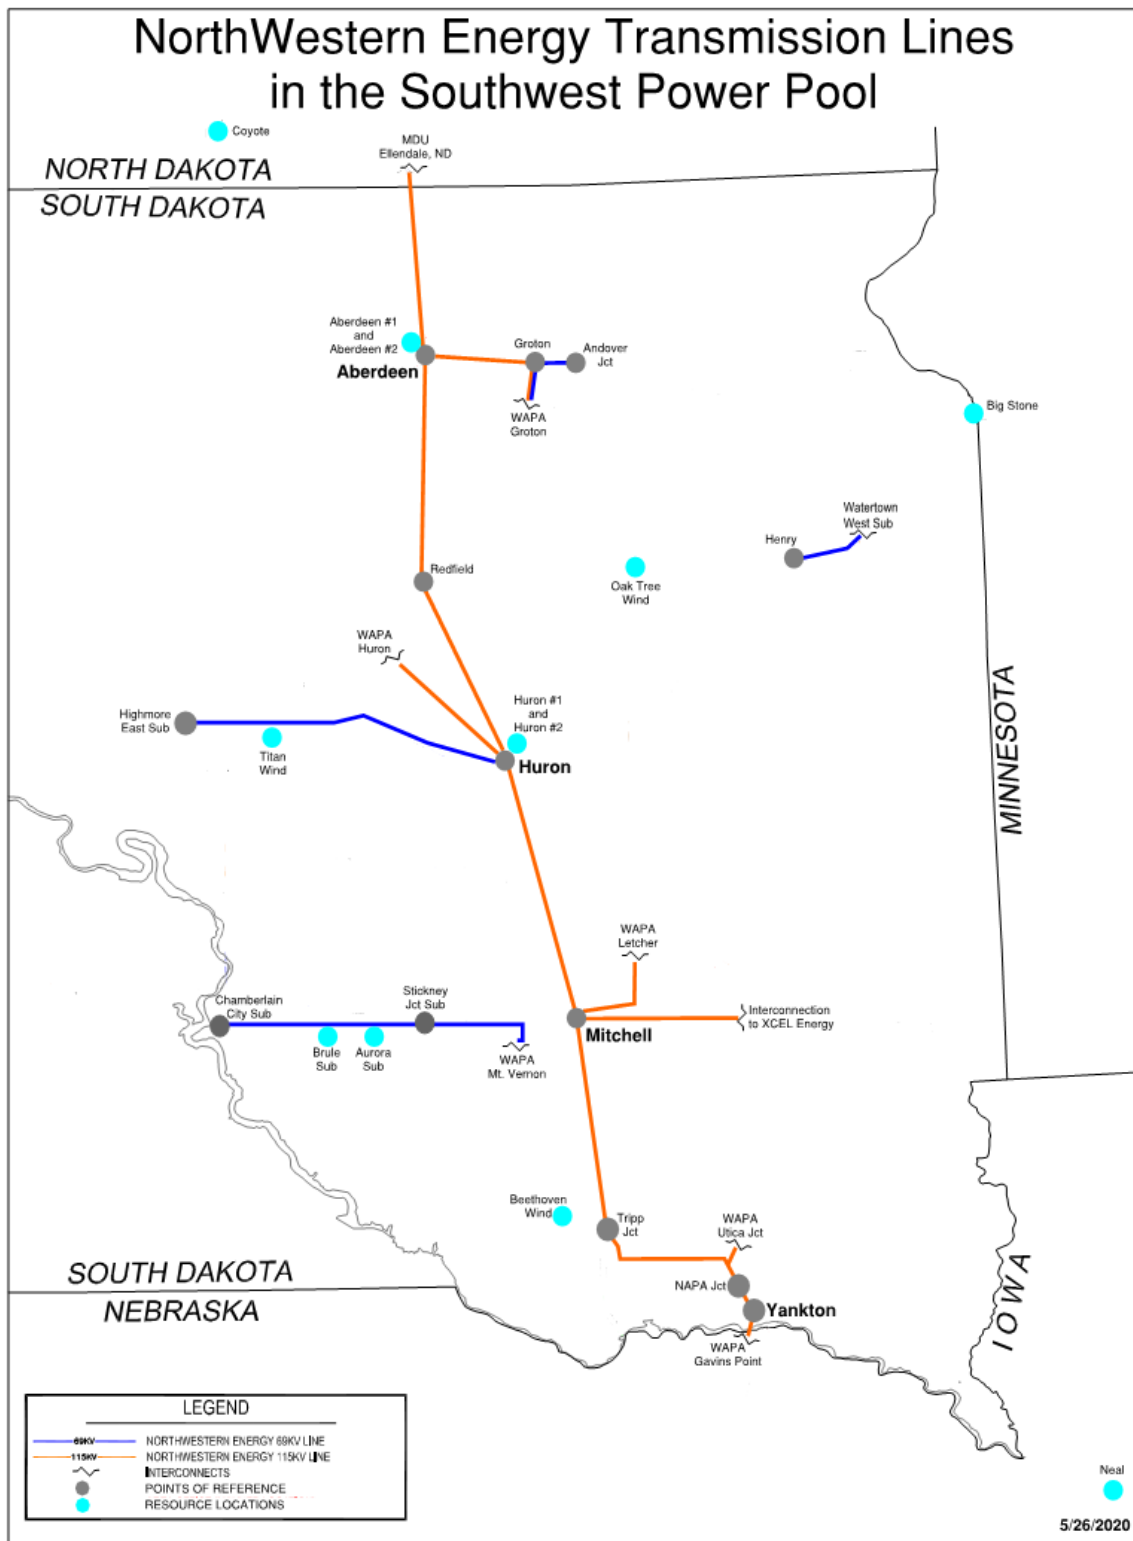 NorthWestern Energy Transmission Lines
in the Southwest Power Pool
Coyote
MDU
Ellendale, ND
NORTH DAKOTA
SOUTH DAKOTA
Aberdeen #1
and
Aberdeen #2
Aberdeen
Groton
Andover
Jct
WAPA
Groton
Big Stone
Watertown
West Sub
Henry
Redfield
Oak Tree
Wind
WAPA
Huron
Highmore
East Sub
Titan
Wind
Huron #1
and
Huron #2
Huron
MINNESOTA
WAPA
Letcher
Chamberlain
City Sub
Stickney
Jct Sub
Brule
Sub
Aurora
Sub
WAPA
Mt. Vernon
Mitchell
Interconnection
to XCEL Energy
Beethoven
Wind
Tripp
Jct
WAPA
Utica Jct
NAPA Jct
Yankton
WAPA
Gavins Point
SOUTH DAKOTA
NEBRASKA
IOWA
LEGEND
69KV NORTHWESTERN ENERGY 69KV LINE
115KV NORTHWESTERN ENERGY 115KV LINE
INTERCONNECTS
POINTS OF REFERENCE
RESOURCE LOCATIONS
Neal
5/26/2020